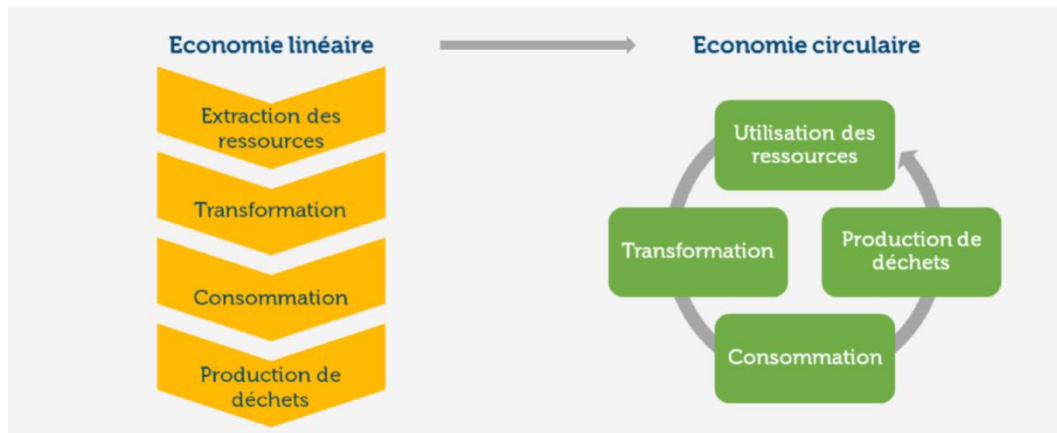 Economie linéaire
Extraction des
ressources
Transformation
Consommation
Production de
déchets
Economie circulaire
Utilisation des
ressources
Transformation
Production de
déchets
Consommation